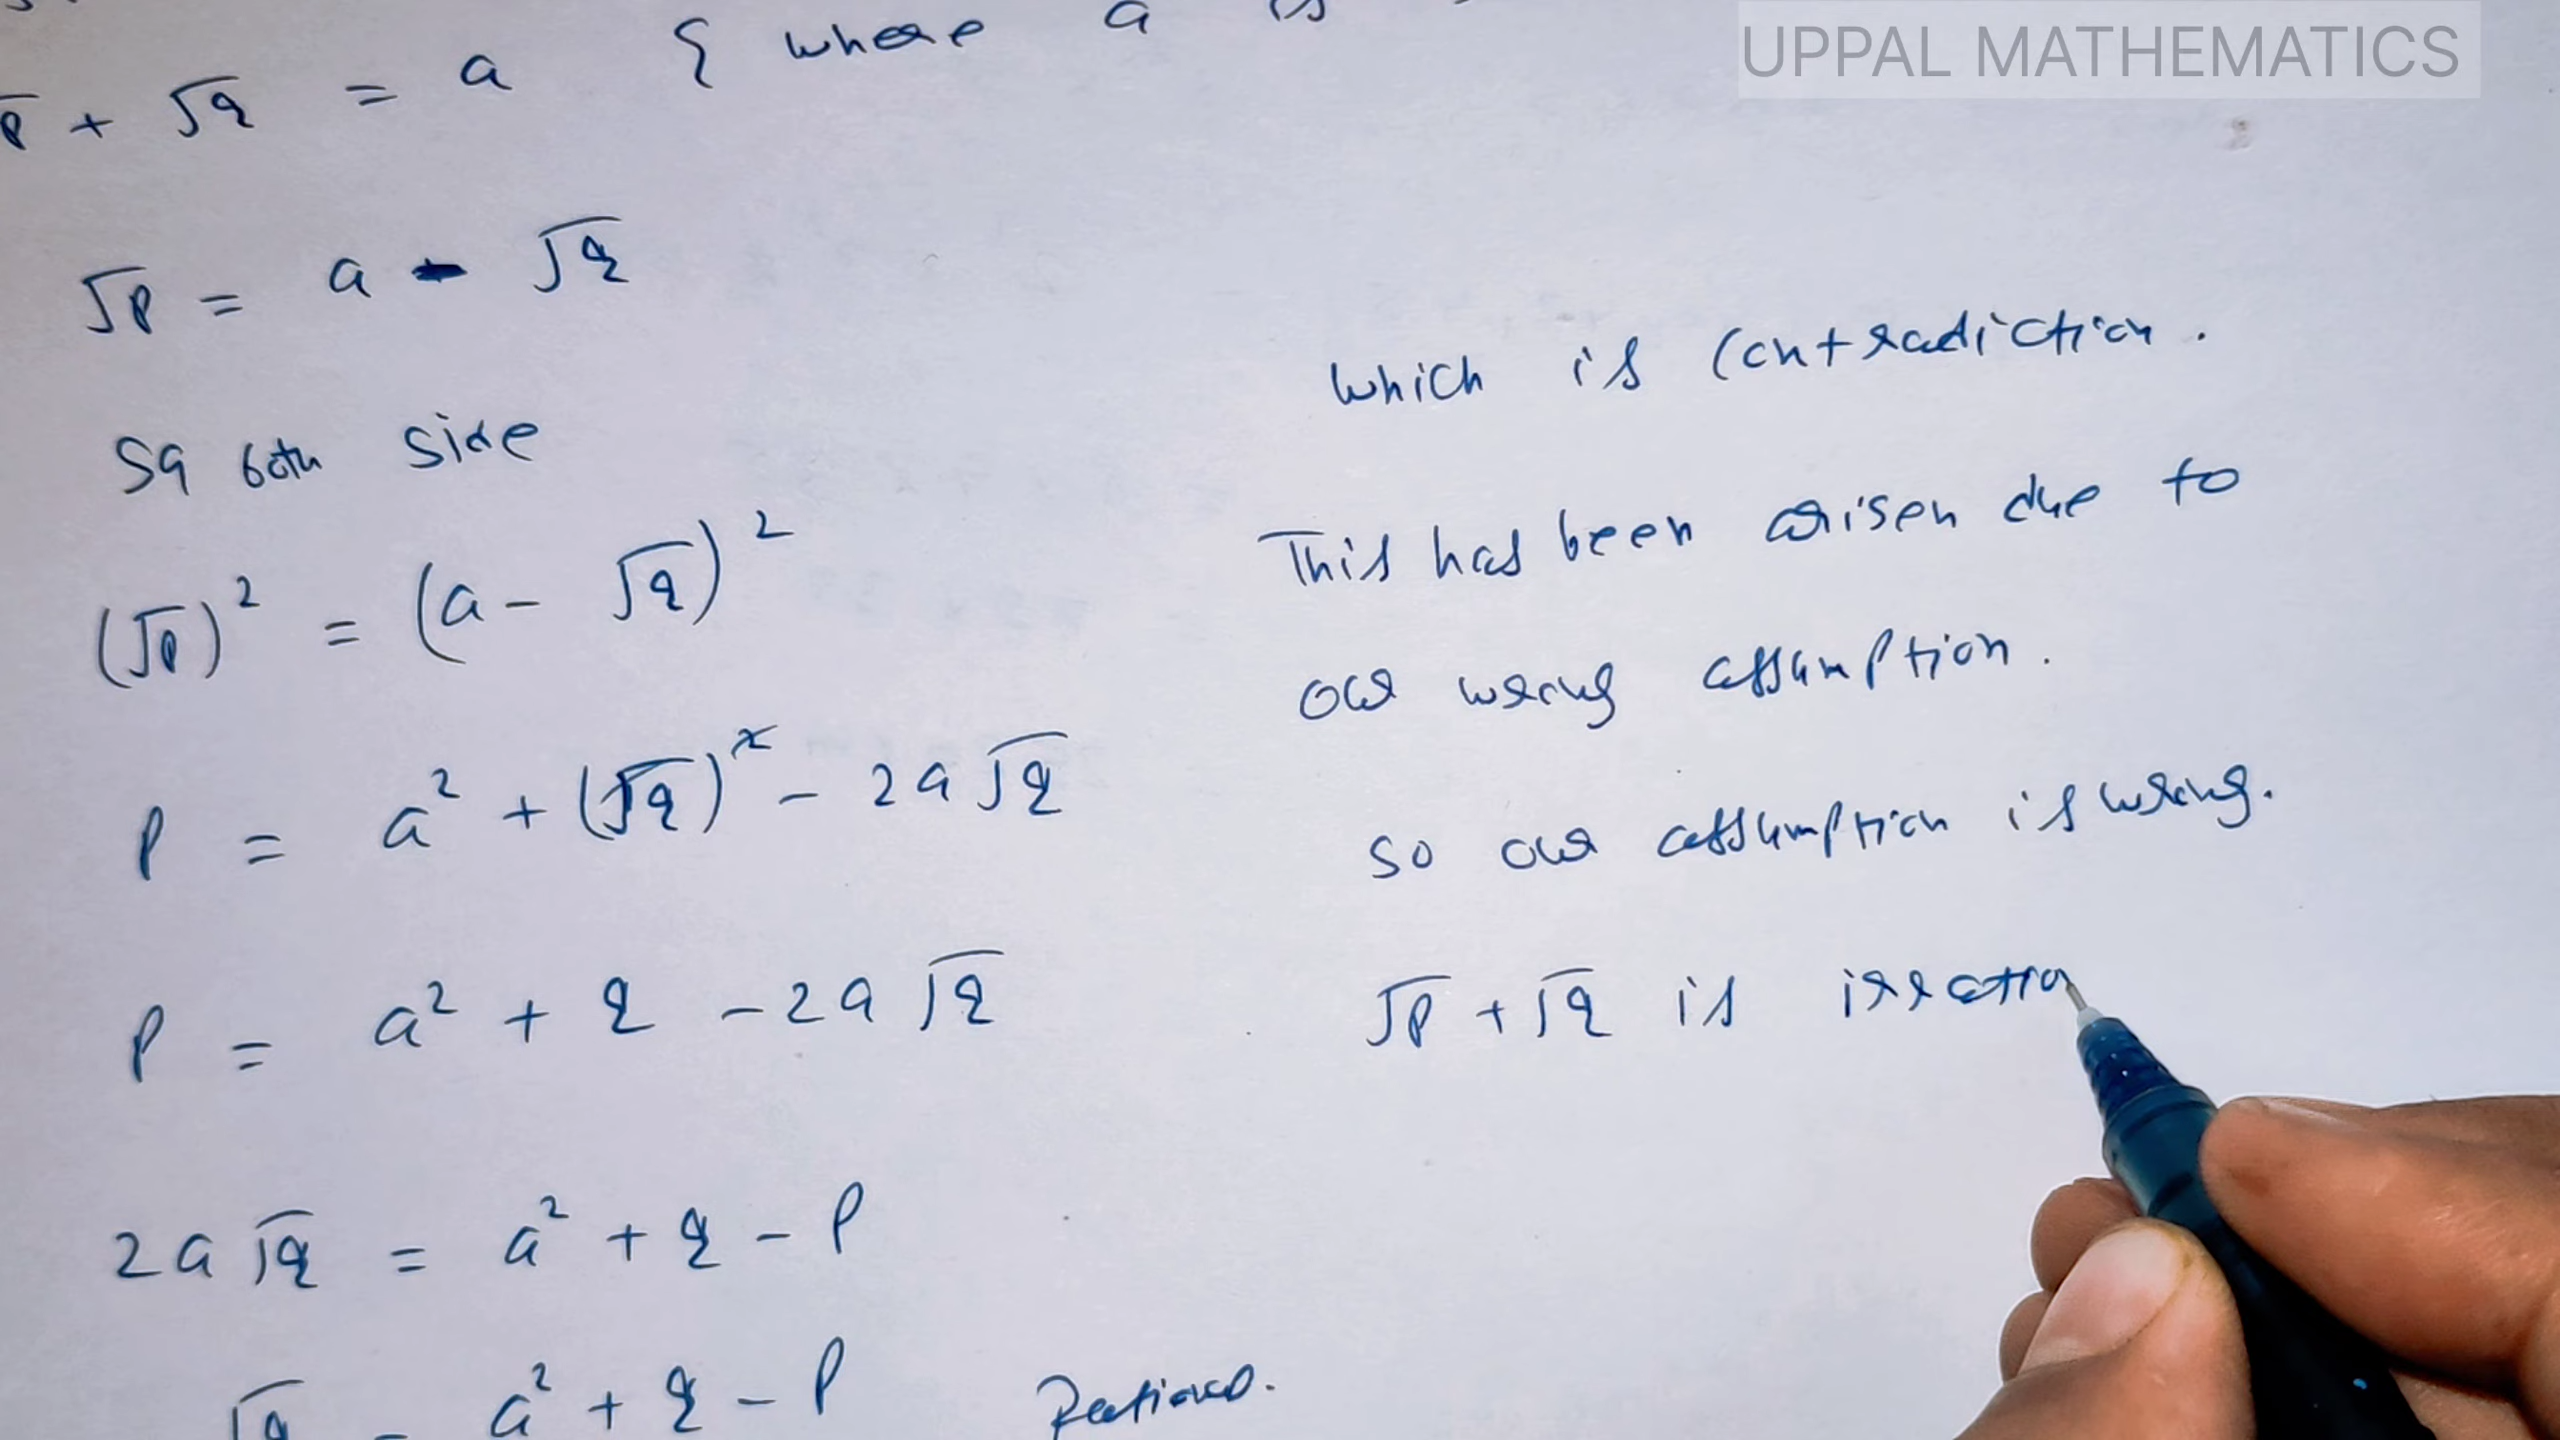 UPPAL MATHEMATICS
√p + √q = a { where a is
√p = a - √q
Sq both side
(√p)² = (a - √q)²
p = a² + (√q)² - 2a√q
p = a² + q - 2a√q
2a√q = a² + q - p
√q = a² + q - p Rational.
which is contradiction.
This has been arisen due to
our wrong assumption.
so our assumption is wrong.
√p + √q is irratio